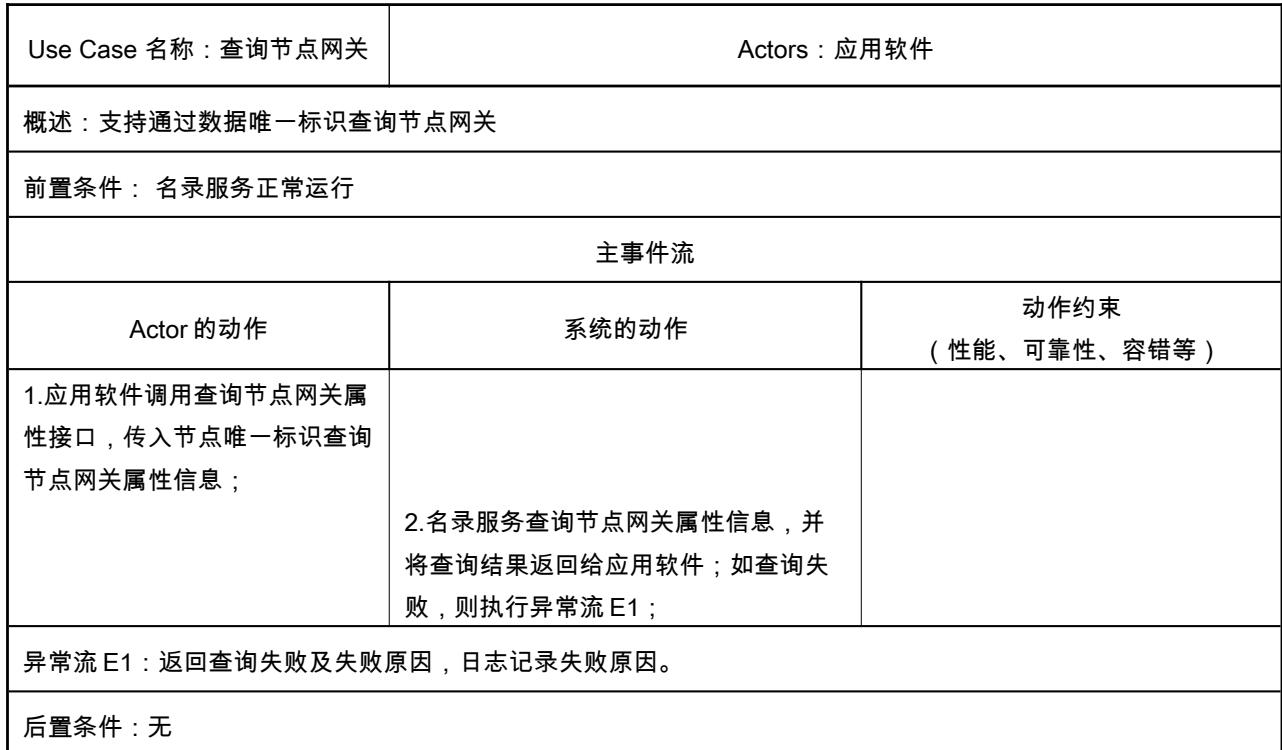 Use Case 名称：查询节点网关
Actors：应用软件
概述：支持通过数据唯一标识查询节点网关
前置条件： 名录服务正常运行
主事件流
Actor 的动作
系统的动作
动作约束
（性能、可靠性、容错等）
1.应用软件调用查询节点网关属
性接口，传入节点唯一标识查询
节点网关属性信息；
2.名录服务查询节点网关属性信息，并
将查询结果返回给应用软件；如查询失
败，则执行异常流 E1；
异常流 E1：返回查询失败及失败原因，日志记录失败原因。
后置条件：无